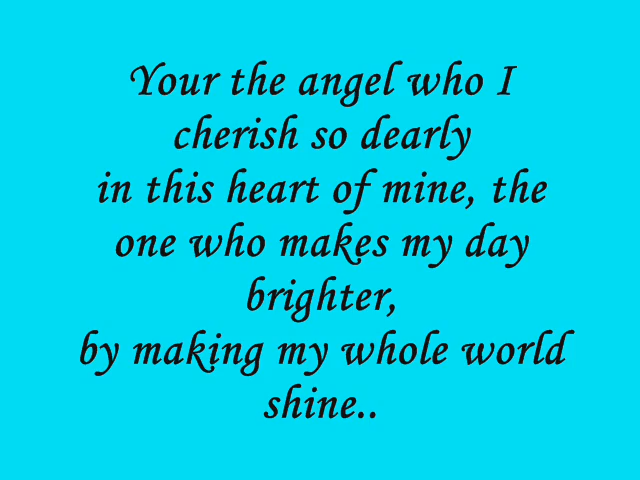 Your the angel who I
cherish so dearly
in this heart of mine, the
one who makes my day
brighter,
by making my whole world
shine..